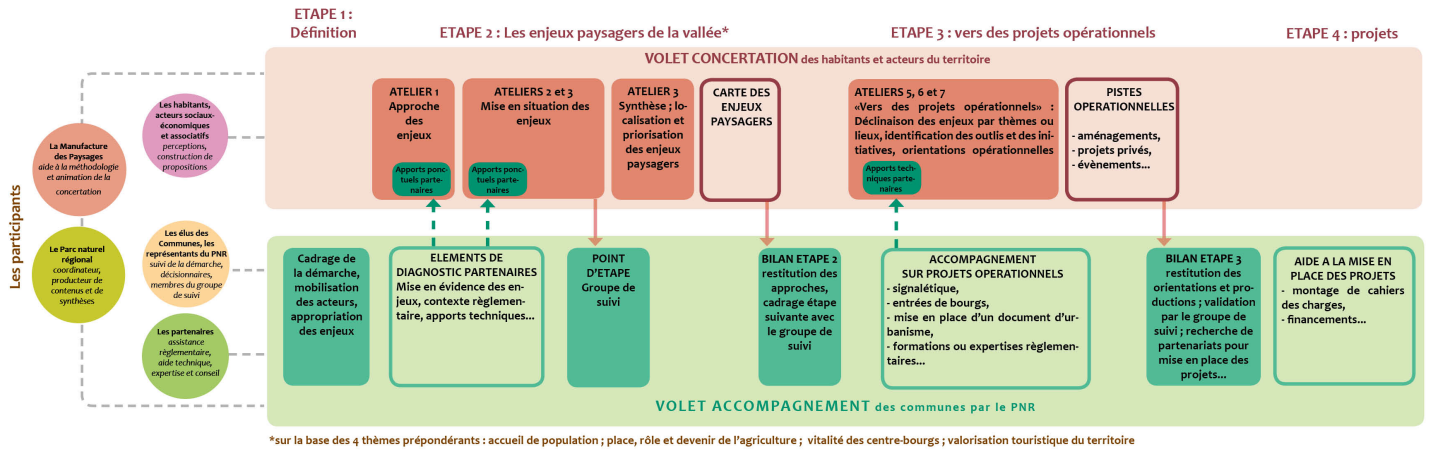 ETAPE 1 :
Définition
ETAPE 2 : Les enjeux paysagers de la vallée*
ETAPE 3 : vers des projets opérationnels
ETAPE 4 : projets
VOLET CONCERTATION des habitants et acteurs du territoire
Les participants
La Manufacture
des Paysages
aide à la méthodologie
et animation de la
concertation
Les habitants,
acteurs sociaux-
économiques
et associatifs
perceptions,
construction de
propositions
Le Parc naturel
régional
coordinateur,
producteur de
contenus et de
synthèses
Les élus des
Communes, les
représentants du PNR
suivi de la démarche,
décisionnaires,
membres du groupe
de suivi
Les partenaires
assistance
règlementaire,
aide technique,
expertise et conseil
ATELIER 1
Approche
des
enjeux
Apports ponc-
tuels parte-
naires
ATELIERS 2 et 3
Mise en situation des
enjeux
Apports ponc-
tuels parte-
naires
ATELIER 3
Synthèse ; lo-
calisation et
priorisation
des enjeux
paysagers
CARTE DES
ENJEUX
PAYSAGERS
ATELIERS 5, 6 et 7
«Vers des projets opérationnels» :
Déclinaison des enjeux par thèmes ou
lieux, identification des outils et des ini-
tiatives, orientations opérationnelles
Apports tech-
niques parte-
naires
PISTES
OPERATIONNELLES
- aménagements,
- projets privés,
- évènements...
Cadrage de
la démarche,
mobilisation
des acteurs,
appropriation
des enjeux
ELEMENTS DE
DIAGNOSTIC PARTENAIRES
Mise en évidence des en-
jeux, contexte règlemen-
taire, apports techniques...
POINT
D'ETAPE
Groupe de
suivi
BILAN ETAPE 2
restitution des
approches,
cadrage étape
suivante avec
le groupe de
suivi
ACCOMPAGNEMENT
SUR PROJETS OPERATIONNELS
- signalétique,
- entrées de bourgs,
- mise en place d'un document d'ur-
banisme,
- formations ou expertises règlemen-
taires...
BILAN ETAPE 3
restitution des
orientations et pro-
ductions ; validation
par le groupe de
suivi ; recherche de
partenariats pour
mise en place des
projets...
AIDE A LA MISE EN
PLACE DES PROJETS
- montage de cahiers
des charges,
- financements...
VOLET ACCOMPAGNEMENT des communes par le PNR
*sur la base des 4 thèmes prépondérants : accueil de population ; place, rôle et devenir de l'agriculture ; vitalité des centre-bourgs ; valorisation touristique du territoire